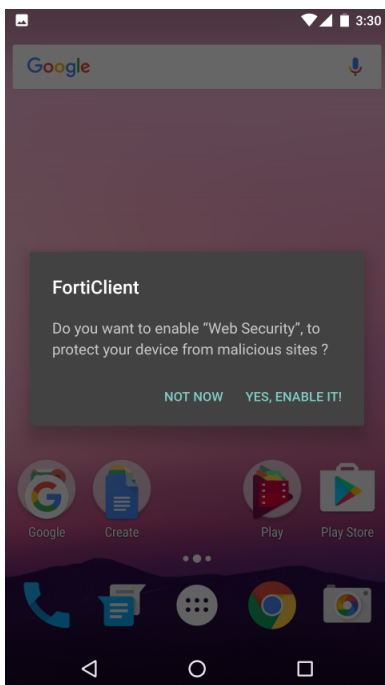 3:30
Google
FortiClient
Do you want to enable “Web Security”, to
protect your device from malicious sites ?
NOT NOW YES, ENABLE IT!
Google Create Play Play Store